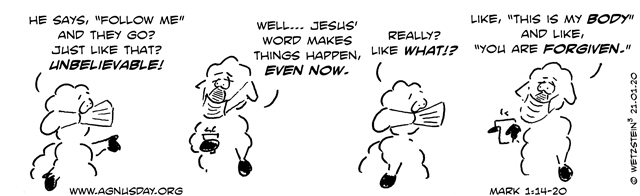 HE SAYS, "FOLLOW ME"
AND THEY GO?
JUST LIKE THAT?
UNBELIEVABLE!
WELL... JESUS'
WORD MAKES
THINGS HAPPEN,
EVEN NOW.
REALLY?
LIKE WHAT!?
LIKE, "THIS IS MY BODY"
AND LIKE,
"YOU ARE FORGIVEN."
WWW.AGNUSDAY.ORG
MARK 1:14-20
© WETZSTEIN³ 21.01.20